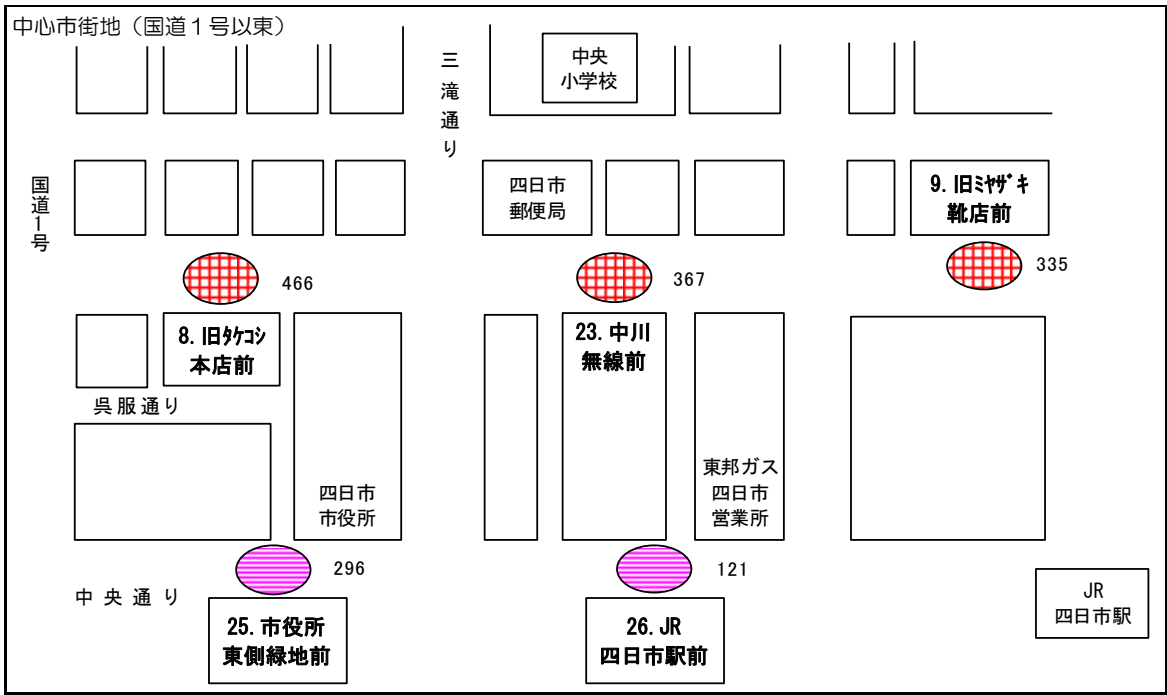 中心市街地（国道１号以東）
中央
小学校
三滝通り
国道1号
四日市
郵便局
9. 旧ﾐﾔｻﾞｷ
靴店前
466
367
335
8. 旧ﾀｹｺｼ
本店前
23. 中川
無線前
呉服通り
四日市
市役所
東邦ガス
四日市
営業所
296
121
中央通り
25. 市役所
東側緑地前
26. JR
四日市駅前
JR
四日市駅